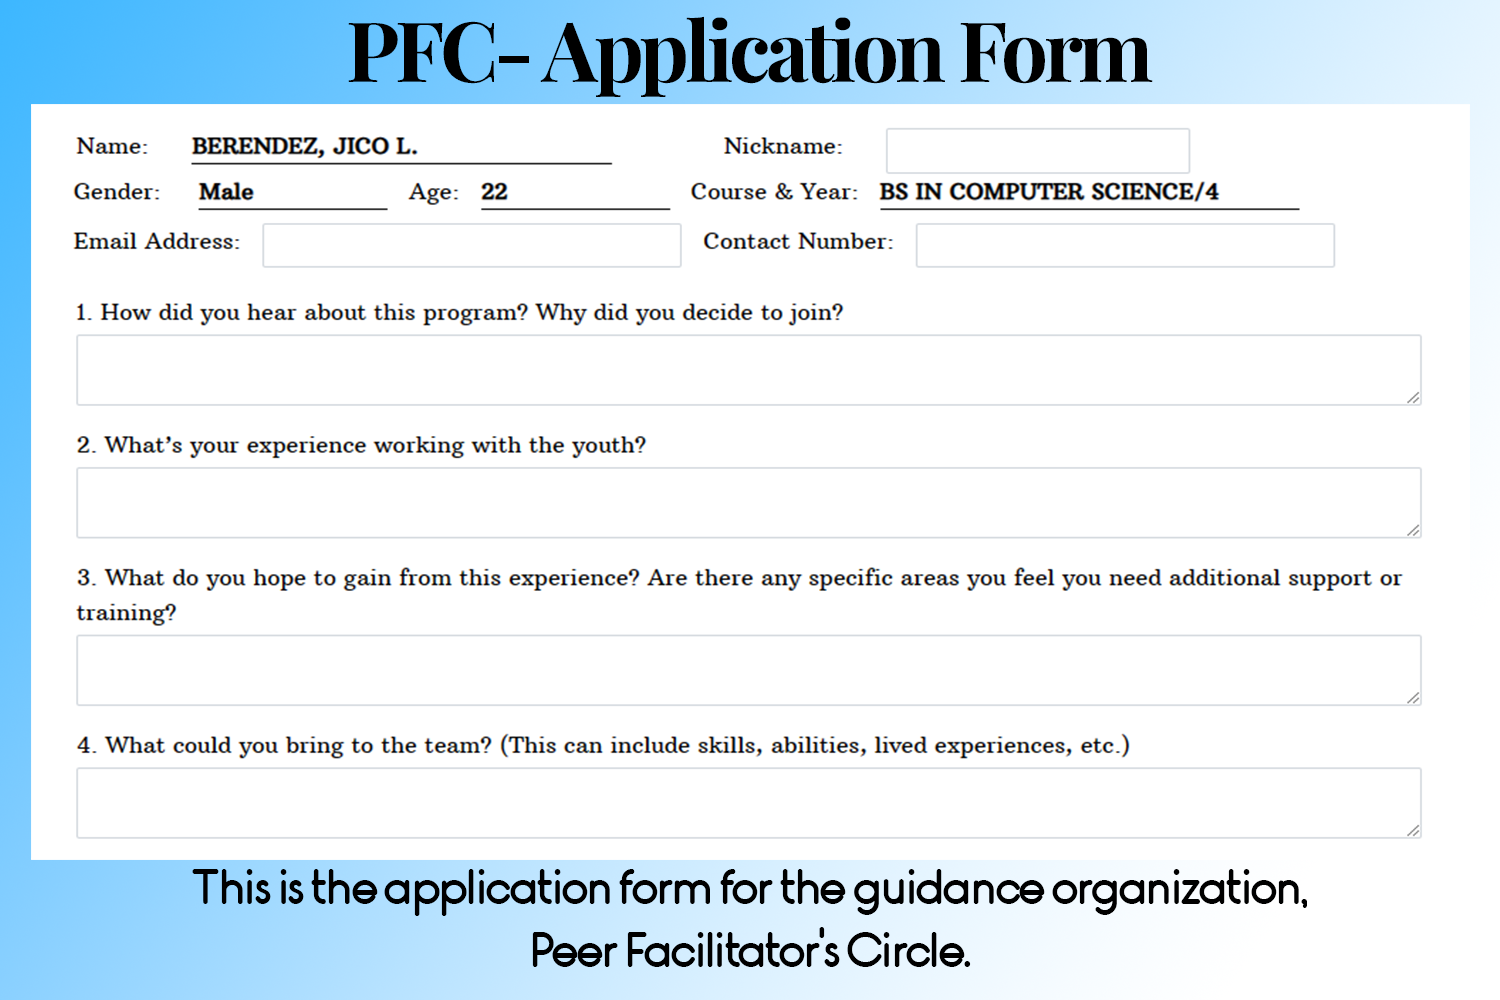 PFC- Application Form
Name: BERENDEZ, JICO L. Nickname:
Gender: Male Age: 22 Course & Year: BS IN COMPUTER SCIENCE/4
Email Address: Contact Number:
1. How did you hear about this program? Why did you decide to join?
2. What’s your experience working with the youth?
3. What do you hope to gain from this experience? Are there any specific areas you feel you need additional support or
training?
4. What could you bring to the team? (This can include skills, abilities, lived experiences, etc.)
This is the application form for the guidance organization,
Peer Facilitator's Circle.